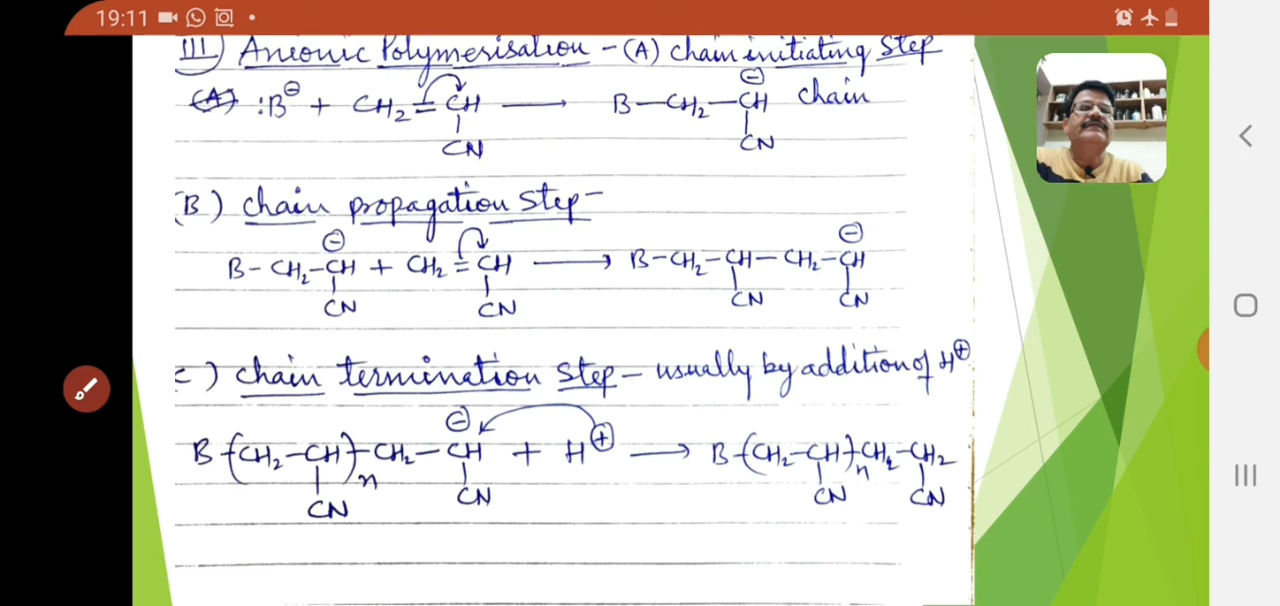 19:11
III) Anionic Polymerisation - (A) chain initiating Step
(A) :B⊖ + CH₂=CH ⟶ B-CH₂-CH⊖ chain
CN CN
(B) chain propagation Step-
B-CH₂-CH⊖ + CH₂=CH ⟶ B-CH₂-CH-CH₂-CH⊖
CN CN CN CN
c) chain termination Step - usually by addition of H⊕
B-(CH₂-CH)-n CH₂-CH⊖ + H⊕ ⟶ B-(CH₂-CH)-n CH₂-CH₂
CN CN CN CN